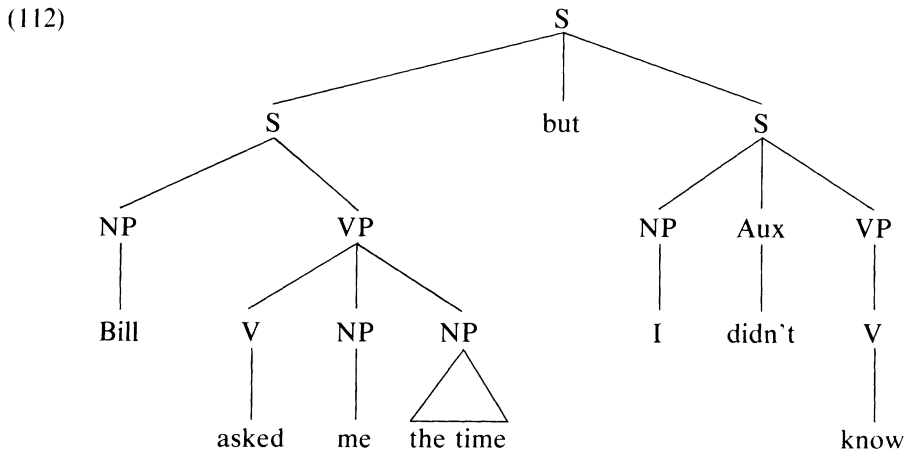 (112) S
S but S
NP VP NP Aux VP
Bill V NP NP I didn't V
asked me the time know